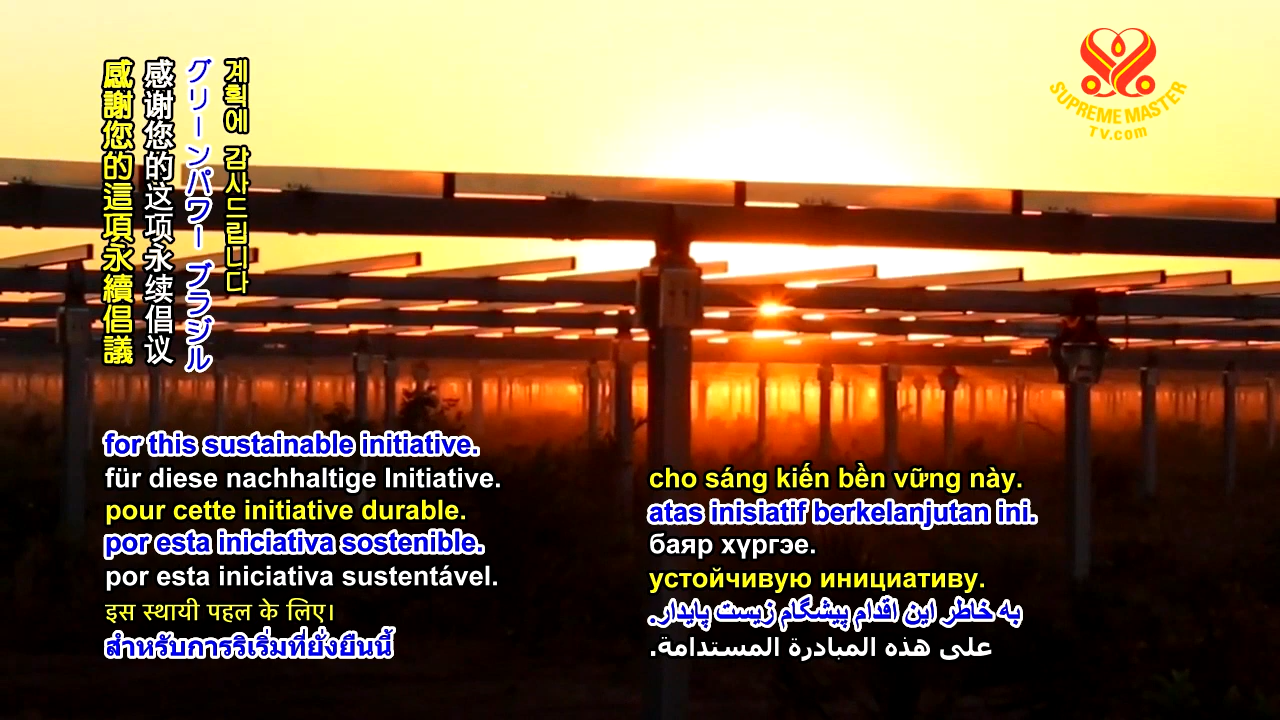 感謝您的這項永續倡議
感谢您的这项永续倡议
グリーンパワー ブラジル
계획에 감사드립니다
SUPREME MASTER
TV.com
for this sustainable initiative.
für diese nachhaltige Initiative.
pour cette initiative durable.
por esta iniciativa sostenible.
por esta iniciativa sustentável.
इस स्थायी पहल के लिए।
สำหรับการริเริ่มที่ยั่งยืนนี้
cho sáng kiến bền vững này.
atas inisiatif berkelanjutan ini.
баяр хүргэе.
устойчивую инициативу.
به خاطر این اقدام پیشگام زیست پایدار.
على هذه المبادرة المستدامة.